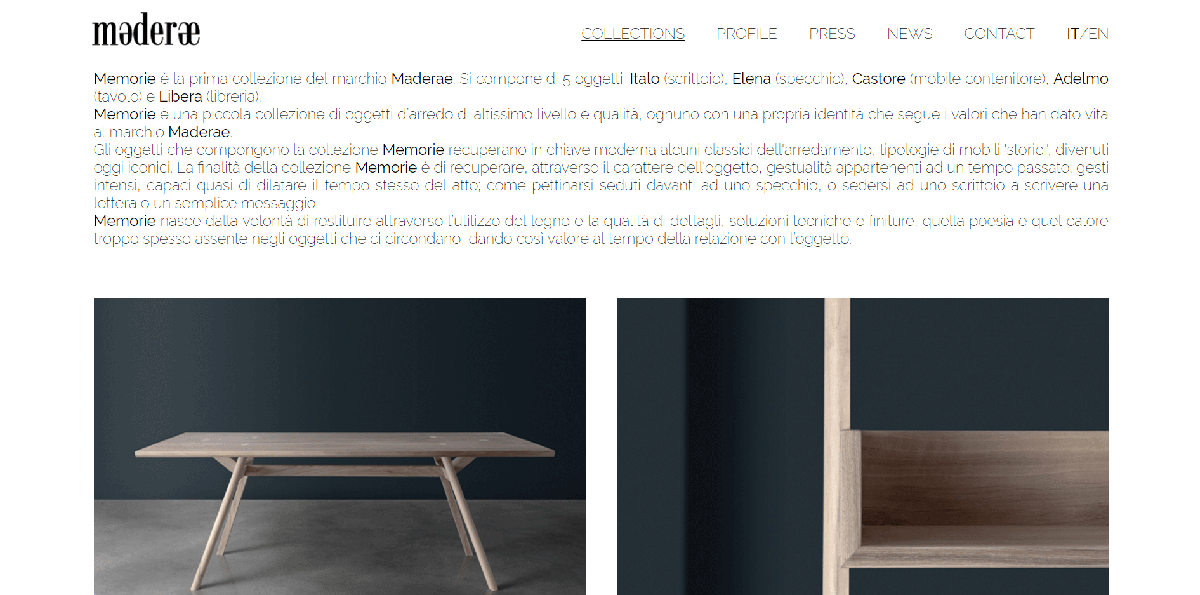 məderæ
COLLECTIONS PROFILE PRESS NEWS CONTACT IT/EN
Memorie è la prima collezione del marchio Maderae. Si compone di 5 oggetti: Italo (scrittoio), Elena (specchio), Castore (mobile contenitore), Adelmo
(tavolo) e Libera (libreria).
Memorie è una piccola collezione di oggetti d'arredo di altissimo livello e qualità, ognuno con una propria identità che segue i valori che han dato vita
al marchio Maderae.
Gli oggetti che compongono la collezione Memorie recuperano in chiave moderna alcuni classici dell'arredamento, tipologie di mobili "storici", divenuti
oggi iconici. La finalità della collezione Memorie è di recuperare, attraverso il carattere dell'oggetto, gestualità appartenenti ad un tempo passato: gesti
intensi, capaci quasi di dilatare il tempo stesso dell'atto; come pettinarsi seduti davanti ad uno specchio, o sedersi ad uno scrittoio a scrivere una
lettera o un semplice messaggio.
Memorie nasce dalla volontà di restituire attraverso l'utilizzo del legno e la qualità di dettagli, soluzioni tecniche e finiture, quella poesia e quel calore
troppo spesso assente negli oggetti che ci circondano, dando così valore al tempo della relazione con l'oggetto.